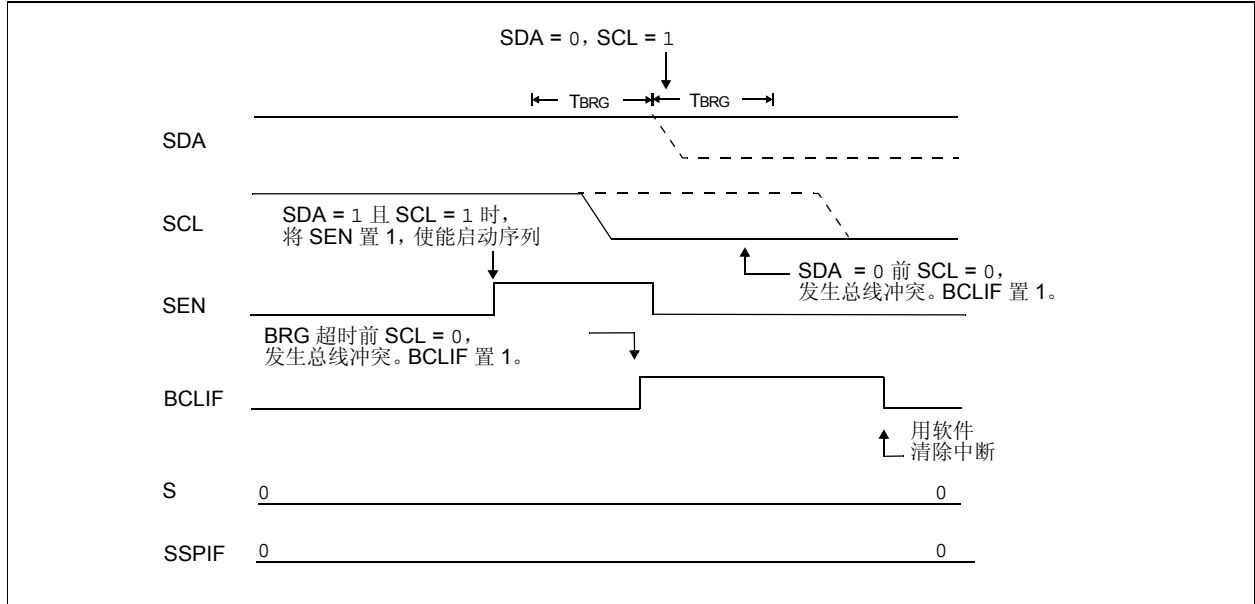 SDA = 0, SCL = 1
TBRG TBRG
SDA
SCL
SDA = 1 且 SCL = 1 时,
将 SEN 置 1, 使能启动序列
SDA = 0 前 SCL = 0,
发生总线冲突。BCLIF 置 1。
SEN
BRG 超时前 SCL = 0,
发生总线冲突。BCLIF 置 1。
BCLIF
用软件
清除中断
S 0 0
SSPIF 0 0